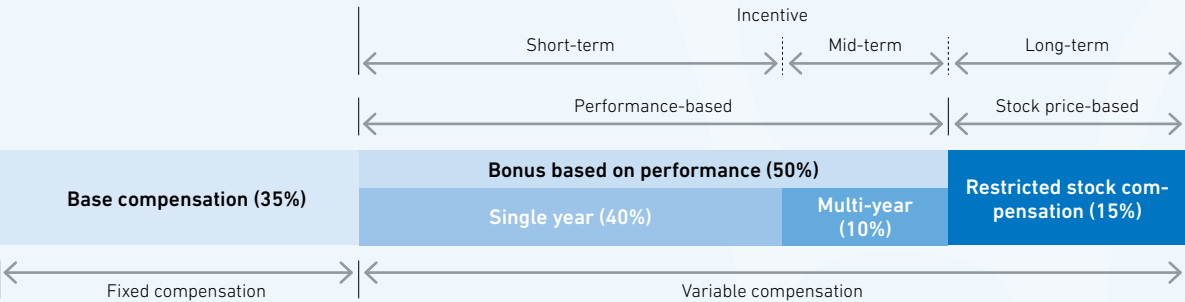 Incentive
Short-term
Mid-term
Long-term
Performance-based
Stock price-based
Base compensation (35%)
Bonus based on performance (50%)
Single year (40%)
Multi-year
(10%)
Restricted stock com-
pensation (15%)
Fixed compensation
Variable compensation